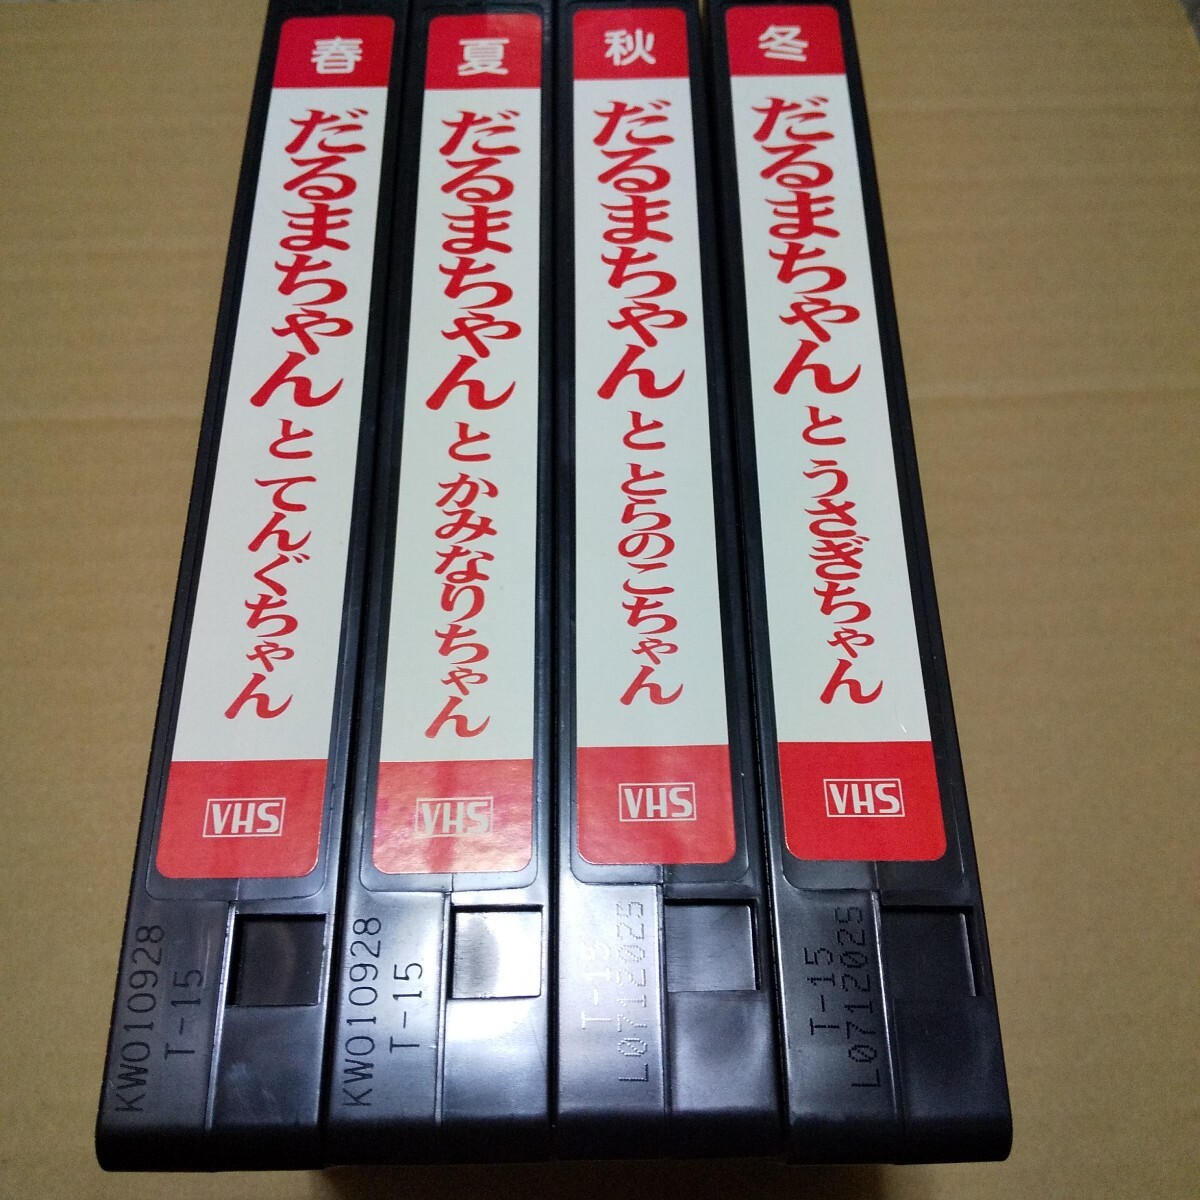 春
だるまちゃんとてんぐちゃん
VHS
KW010928
T-15
夏
だるまちゃんとかみなりちゃん
VHS
KW010928
T-15
秋
だるまちゃんととらのこちゃん
VHS
T-15
L0712025
冬
だるまちゃんとうさぎちゃん
VHS
T-15
L0712025